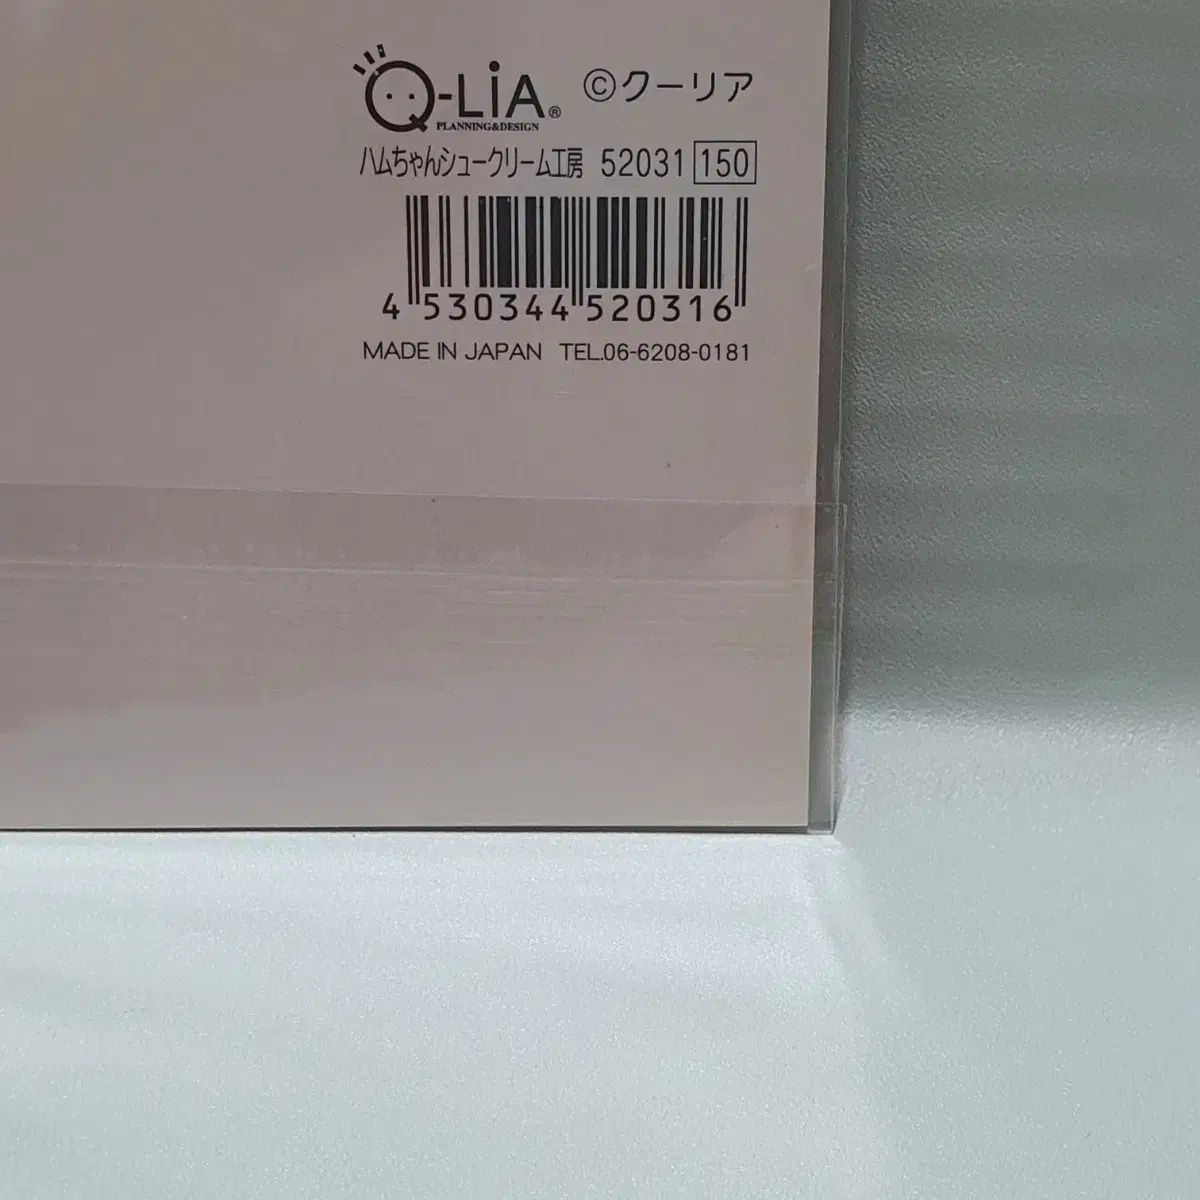 Q-LiA® ©クーリア
PLANNING&DESIGN
ハムちゃんシュークリーム工房 52031 150
4 530344 520316
MADE IN JAPAN TEL.06-6208-0181